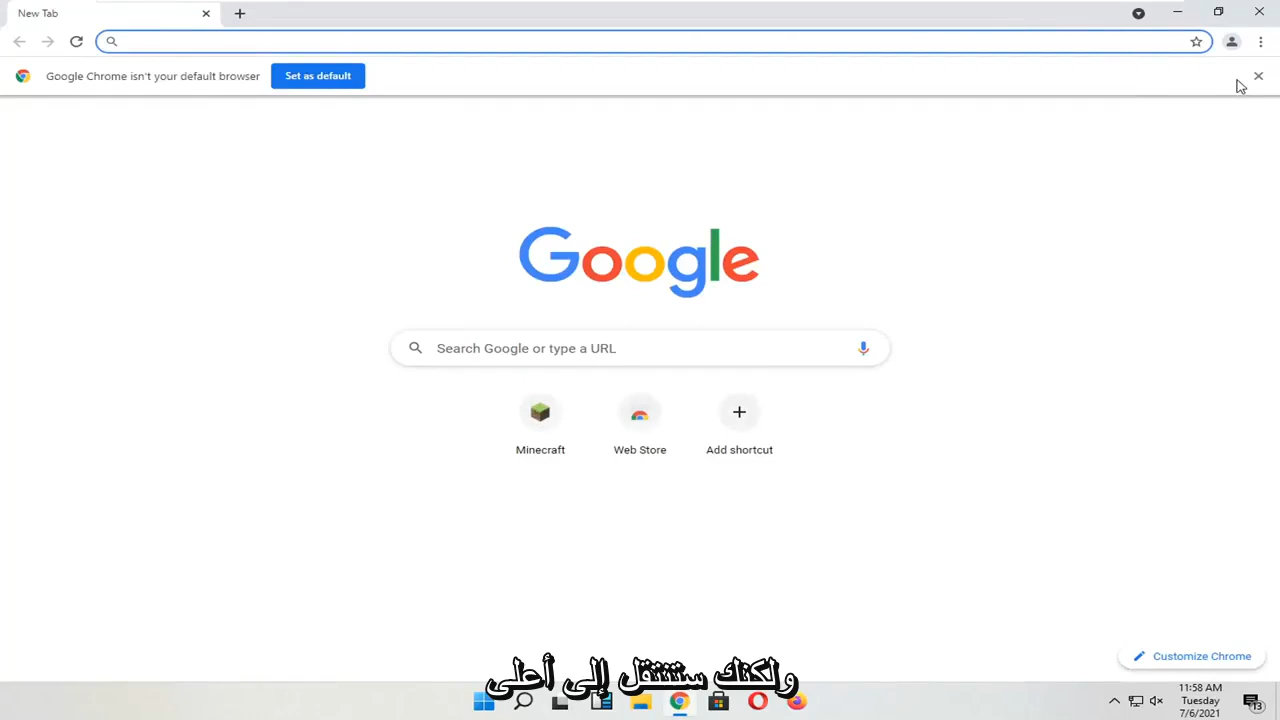 New Tab
Google Chrome isn't your default browser
Set as default
Google
Search Google or type a URL
Minecraft
Web Store
Add shortcut
Customize Chrome
ولكنك ستنتقل إلى أعلى
11:58 AM
Tuesday
7/6/2021
13